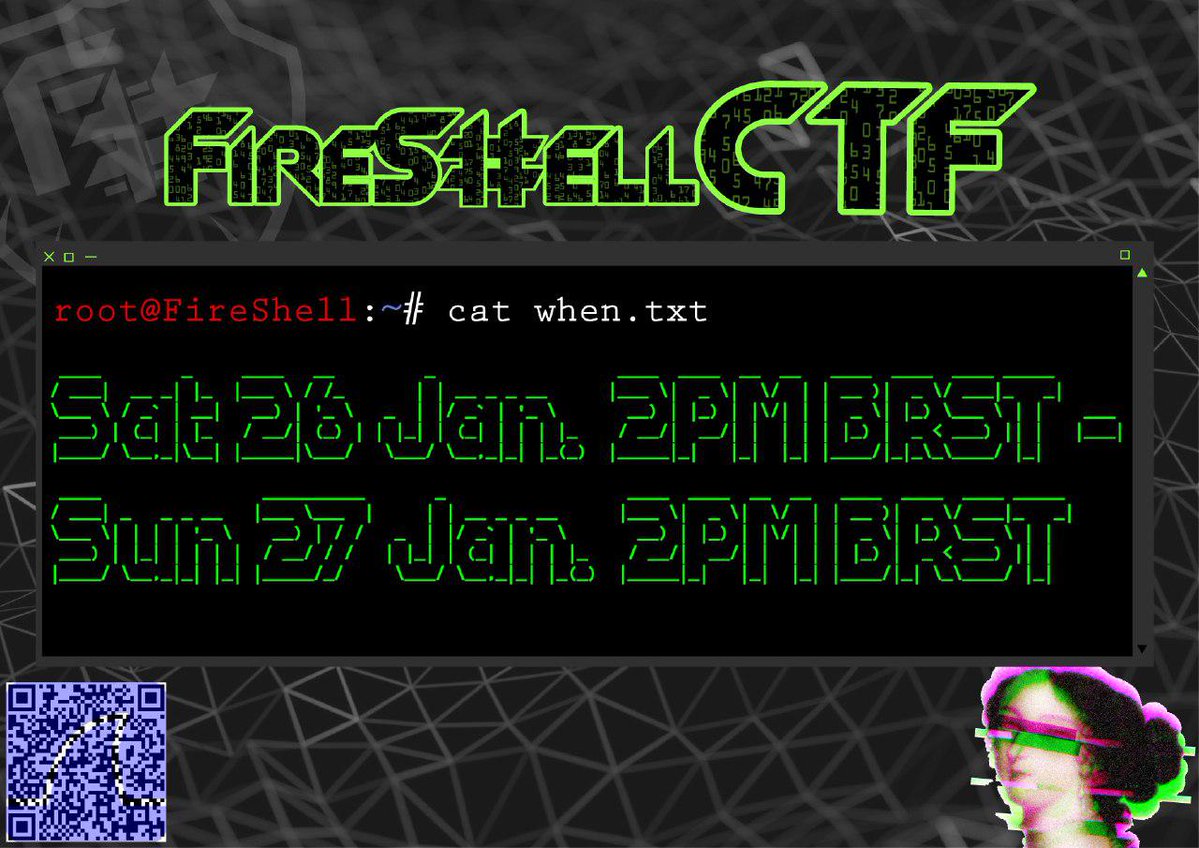 FireShellCTF
root@FireShell:~# cat when.txt
Sat 26 Jan. 2PM BRST -
Sun 27 Jan. 2PM BRST